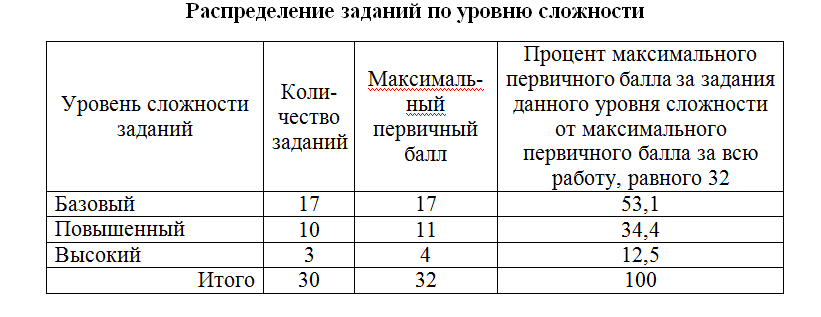 Распределение заданий по уровню сложности
Уровень сложности
заданий
Коли-
чество
заданий
Максималь-
ный
первичный
балл
Процент максимального
первичного балла за задания
данного уровня сложности
от максимального
первичного балла за всю
работу, равного 32
Базовый 17 17 53,1
Повышенный 10 11 34,4
Высокий 3 4 12,5
Итого 30 32 100